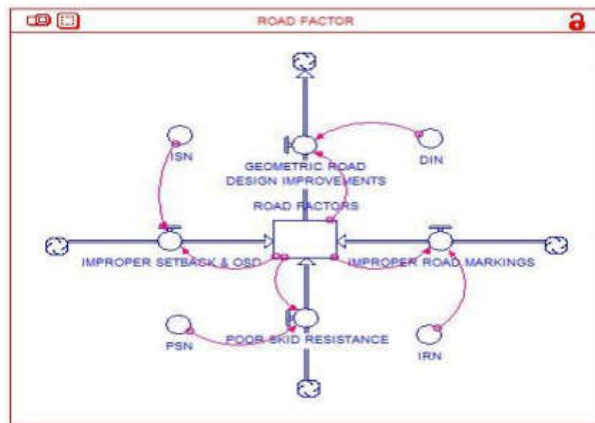 ROAD FACTOR
ISN
DIN
GEOMETRIC ROAD
DESIGN IMPROVEMENTS
ROAD FACTORS
IMPROPER SETBACK & OSD
IMPROPER ROAD MARKINGS
PSN
POOR SKID RESISTANCE
IRN